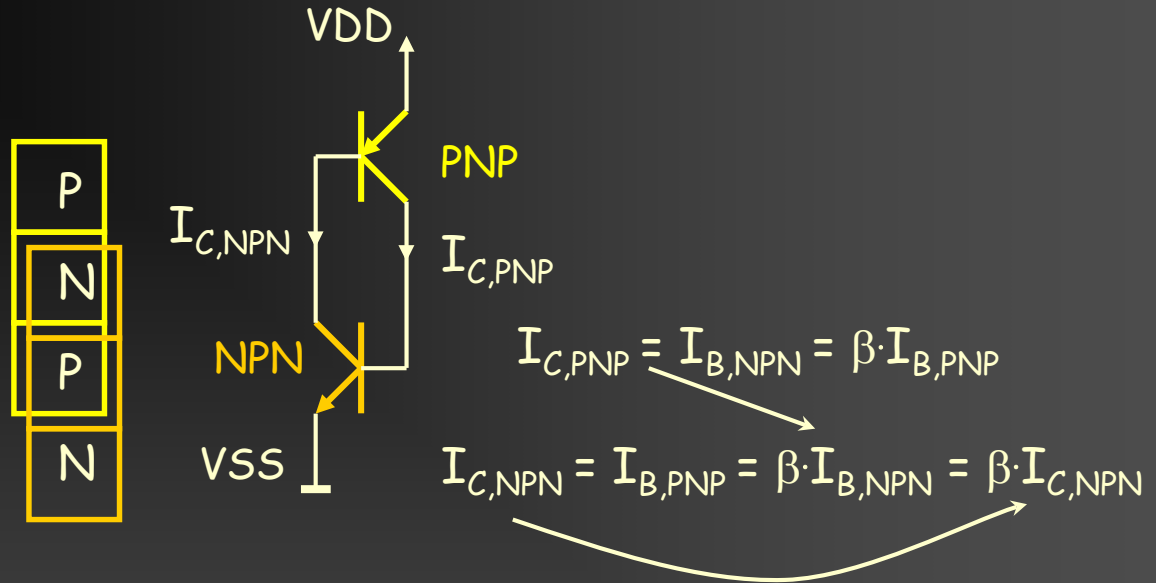 VDD
PNP
P
I_C,NPN
I_C,PNP
N
NPN
P
I_C,PNP = I_B,NPN = β·I_B,PNP
N
VSS
I_C,NPN = I_B,PNP = β·I_B,NPN = β·I_C,NPN